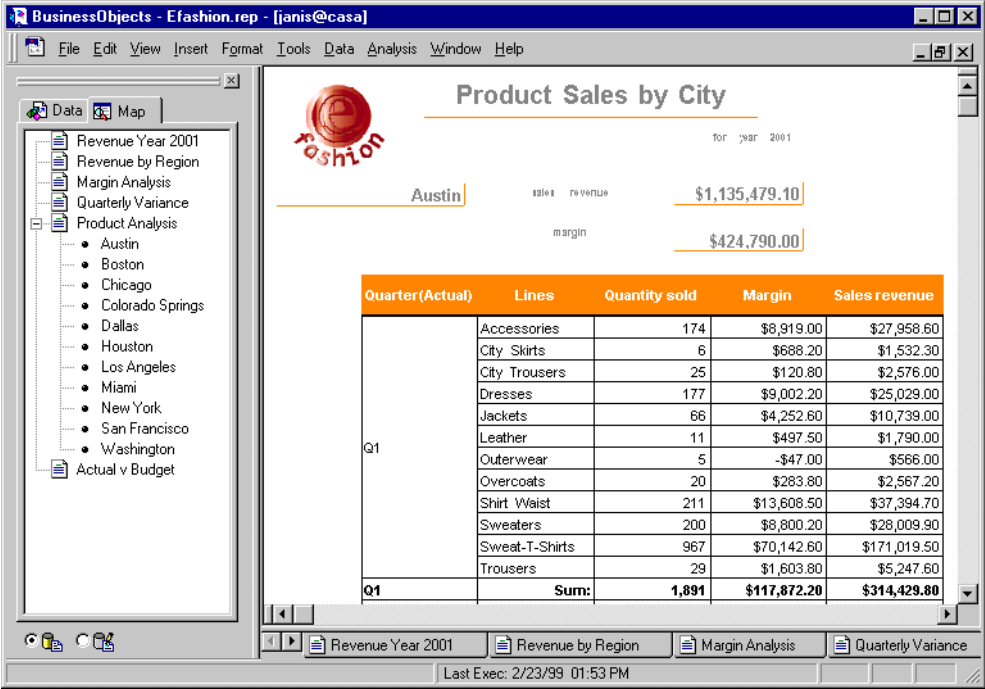 BusinessObjects - Efashion.rep - [janis@casa]
File Edit View Insert Format Tools Data Analysis Window Help
Data Map
Revenue Year 2001
Revenue by Region
Margin Analysis
Quarterly Variance
Product Analysis
Austin
Boston
Chicago
Colorado Springs
Dallas
Houston
Los Angeles
Miami
New York
San Francisco
Washington
Actual v Budget
e
fashion
Product Sales by City
for year 2001
Austin sales revenue $1,135,479.10
margin $424,790.00
Quarter(Actual) Lines Quantity sold Margin Sales revenue
Accessories 174 $8,919.00 $27,958.60
City Skirts 6 $688.20 $1,532.30
City Trousers 25 $120.80 $2,576.00
Dresses 177 $9,002.20 $25,029.00
Jackets 66 $4,252.60 $10,739.00
Leather 11 $497.50 $1,790.00
Q1
Outerwear 5 -$47.00 $566.00
Overcoats 20 $283.80 $2,567.20
Shirt Waist 211 $13,608.50 $37,394.70
Sweaters 200 $8,800.20 $28,009.90
Sweat-T-Shirts 967 $70,142.60 $171,019.50
Trousers 29 $1,603.80 $5,247.60
Q1 Sum: 1,891 $117,872.20 $314,429.80
Revenue Year 2001 Revenue by Region Margin Analysis Quarterly Variance
Last Exec: 2/23/99 01:53 PM